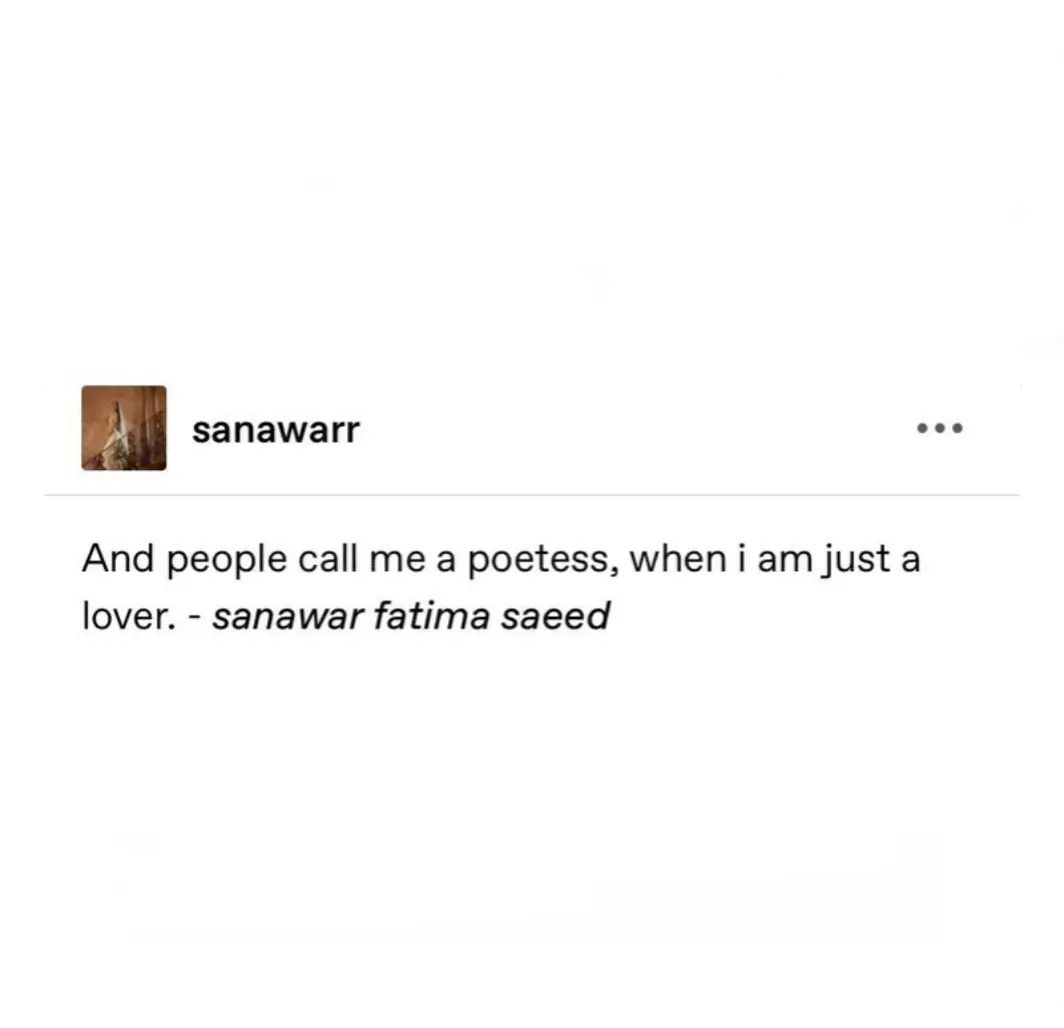 sanawarr
And people call me a poetess, when i am just a
lover. - sanawar fatima saeed